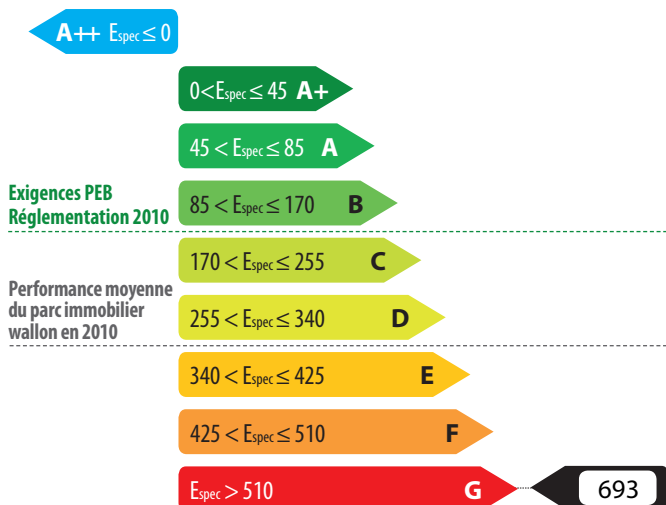 A++ Espec ≤ 0
0<Espec ≤ 45 A+
45 < Espec ≤ 85 A
Exigences PEB
Réglementation 2010
85 < Espec ≤ 170 B
170 < Espec ≤ 255 C
Performance moyenne
du parc immobilier
wallon en 2010
255 < Espec ≤ 340 D
340 < Espec ≤ 425 E
425 < Espec ≤ 510 F
Espec > 510 G 693